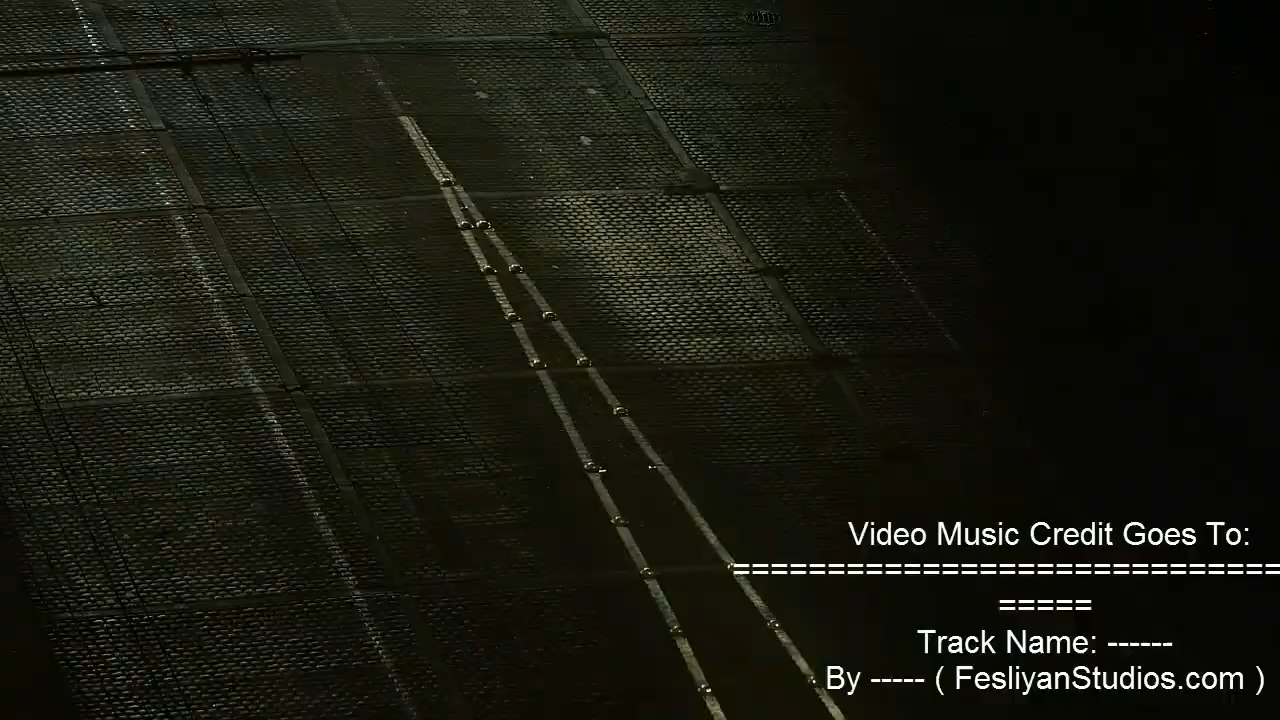 Video Music Credit Goes To:
=============================
=====
Track Name: ------
By ----- ( FesliyanStudios.com )